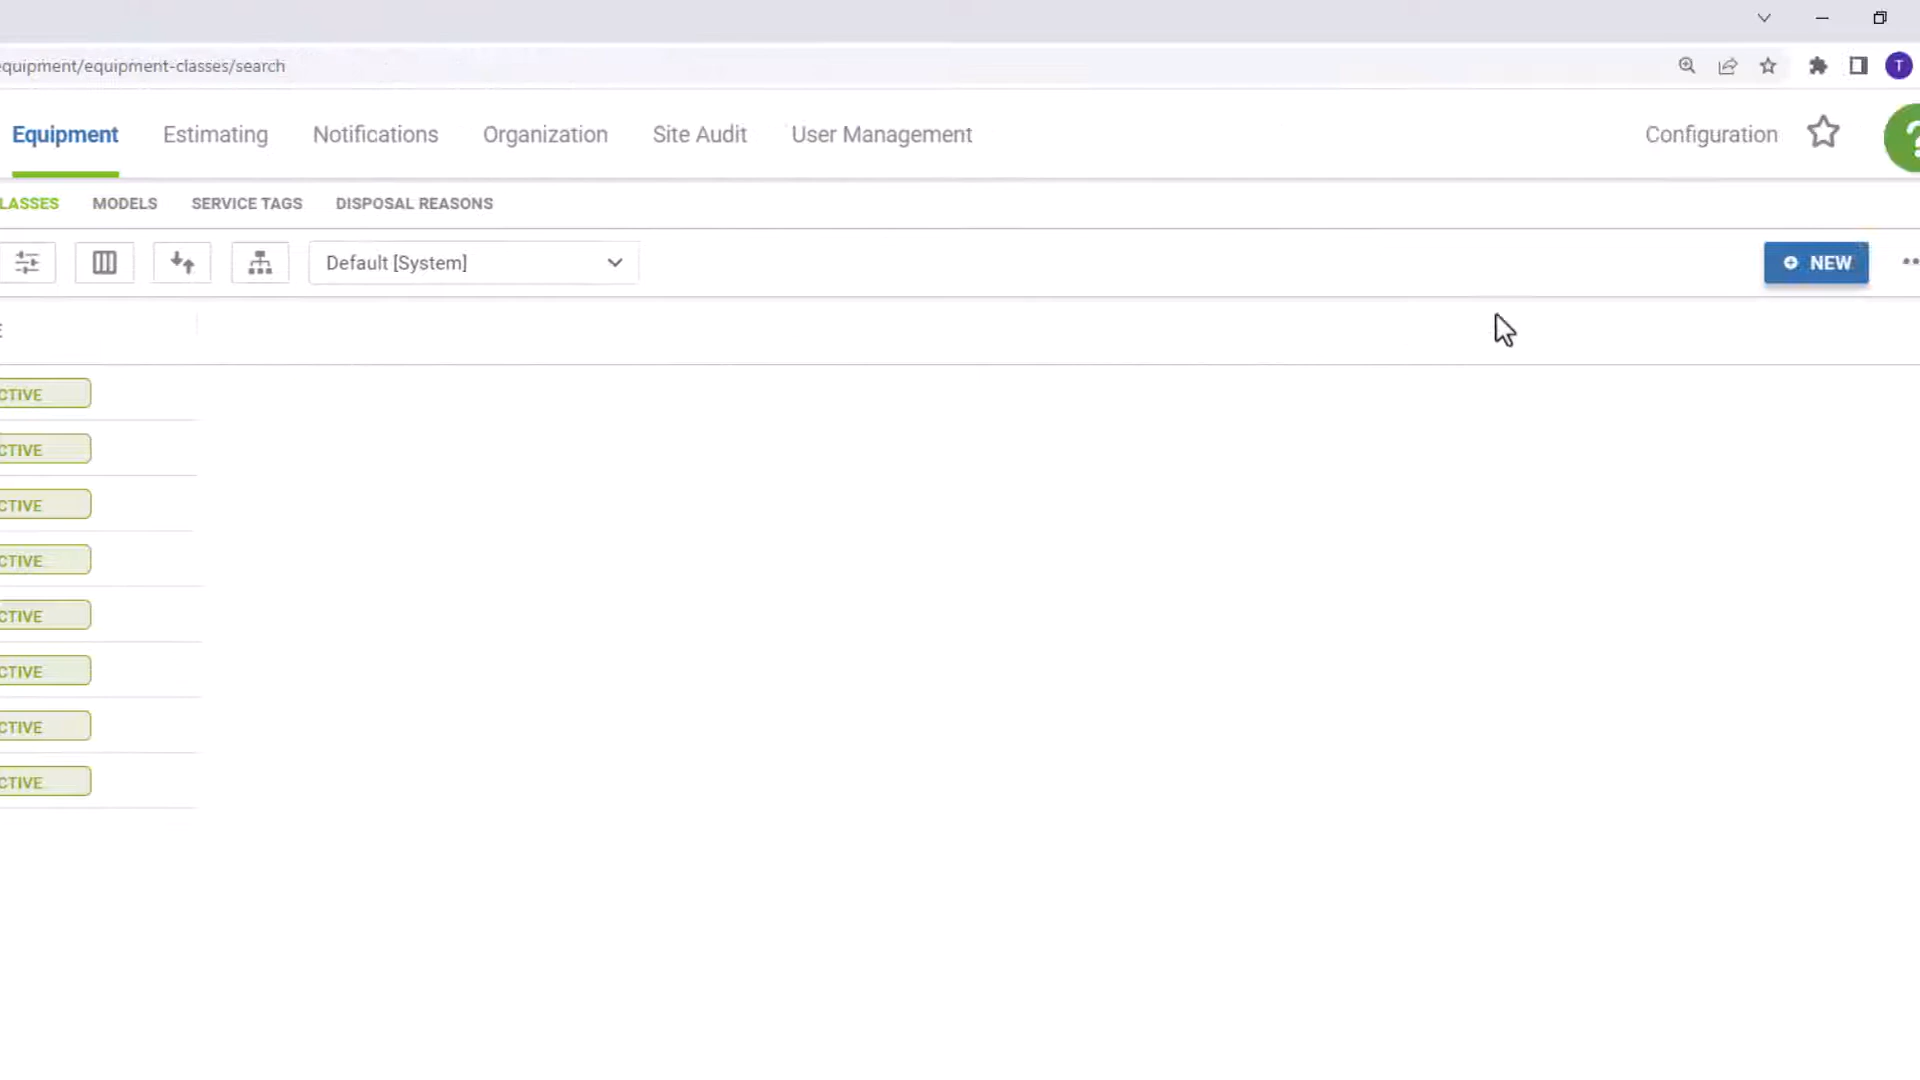 equipment/equipment-classes/search
T
Equipment Estimating Notifications Organization Site Audit User Management Configuration
?
LASSES MODELS SERVICE TAGS DISPOSAL REASONS
Default [System] NEW
E
CTIVE
CTIVE
CTIVE
CTIVE
CTIVE
CTIVE
CTIVE
CTIVE